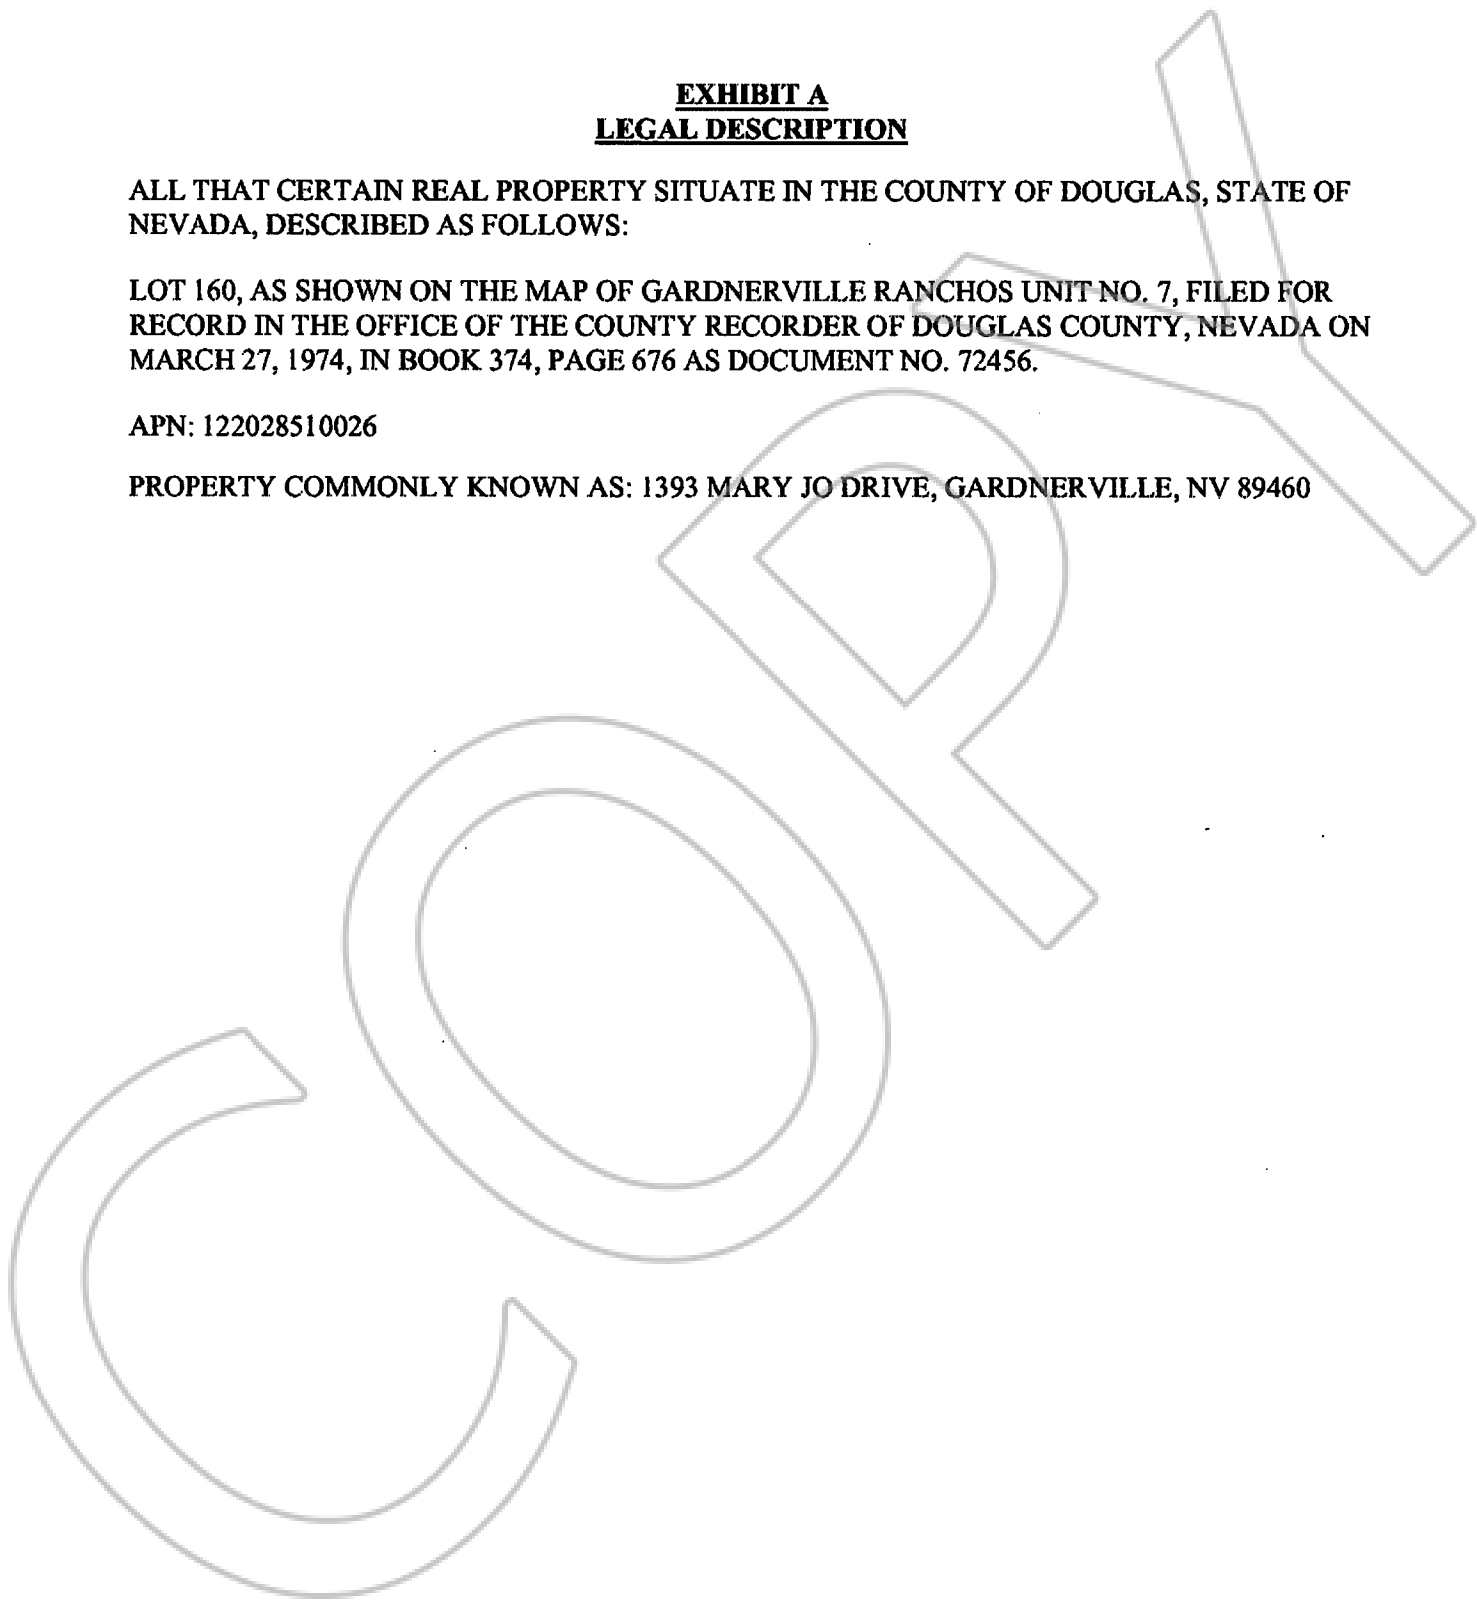 EXHIBIT A
LEGAL DESCRIPTION
ALL THAT CERTAIN REAL PROPERTY SITUATE IN THE COUNTY OF DOUGLAS, STATE OF
NEVADA, DESCRIBED AS FOLLOWS:
LOT 160, AS SHOWN ON THE MAP OF GARDNERVILLE RANCHOS UNIT NO. 7, FILED FOR
RECORD IN THE OFFICE OF THE COUNTY RECORDER OF DOUGLAS COUNTY, NEVADA ON
MARCH 27, 1974, IN BOOK 374, PAGE 676 AS DOCUMENT NO. 72456.
APN: 122028510026
PROPERTY COMMONLY KNOWN AS: 1393 MARY JO DRIVE, GARDNERVILLE, NV 89460
COPY